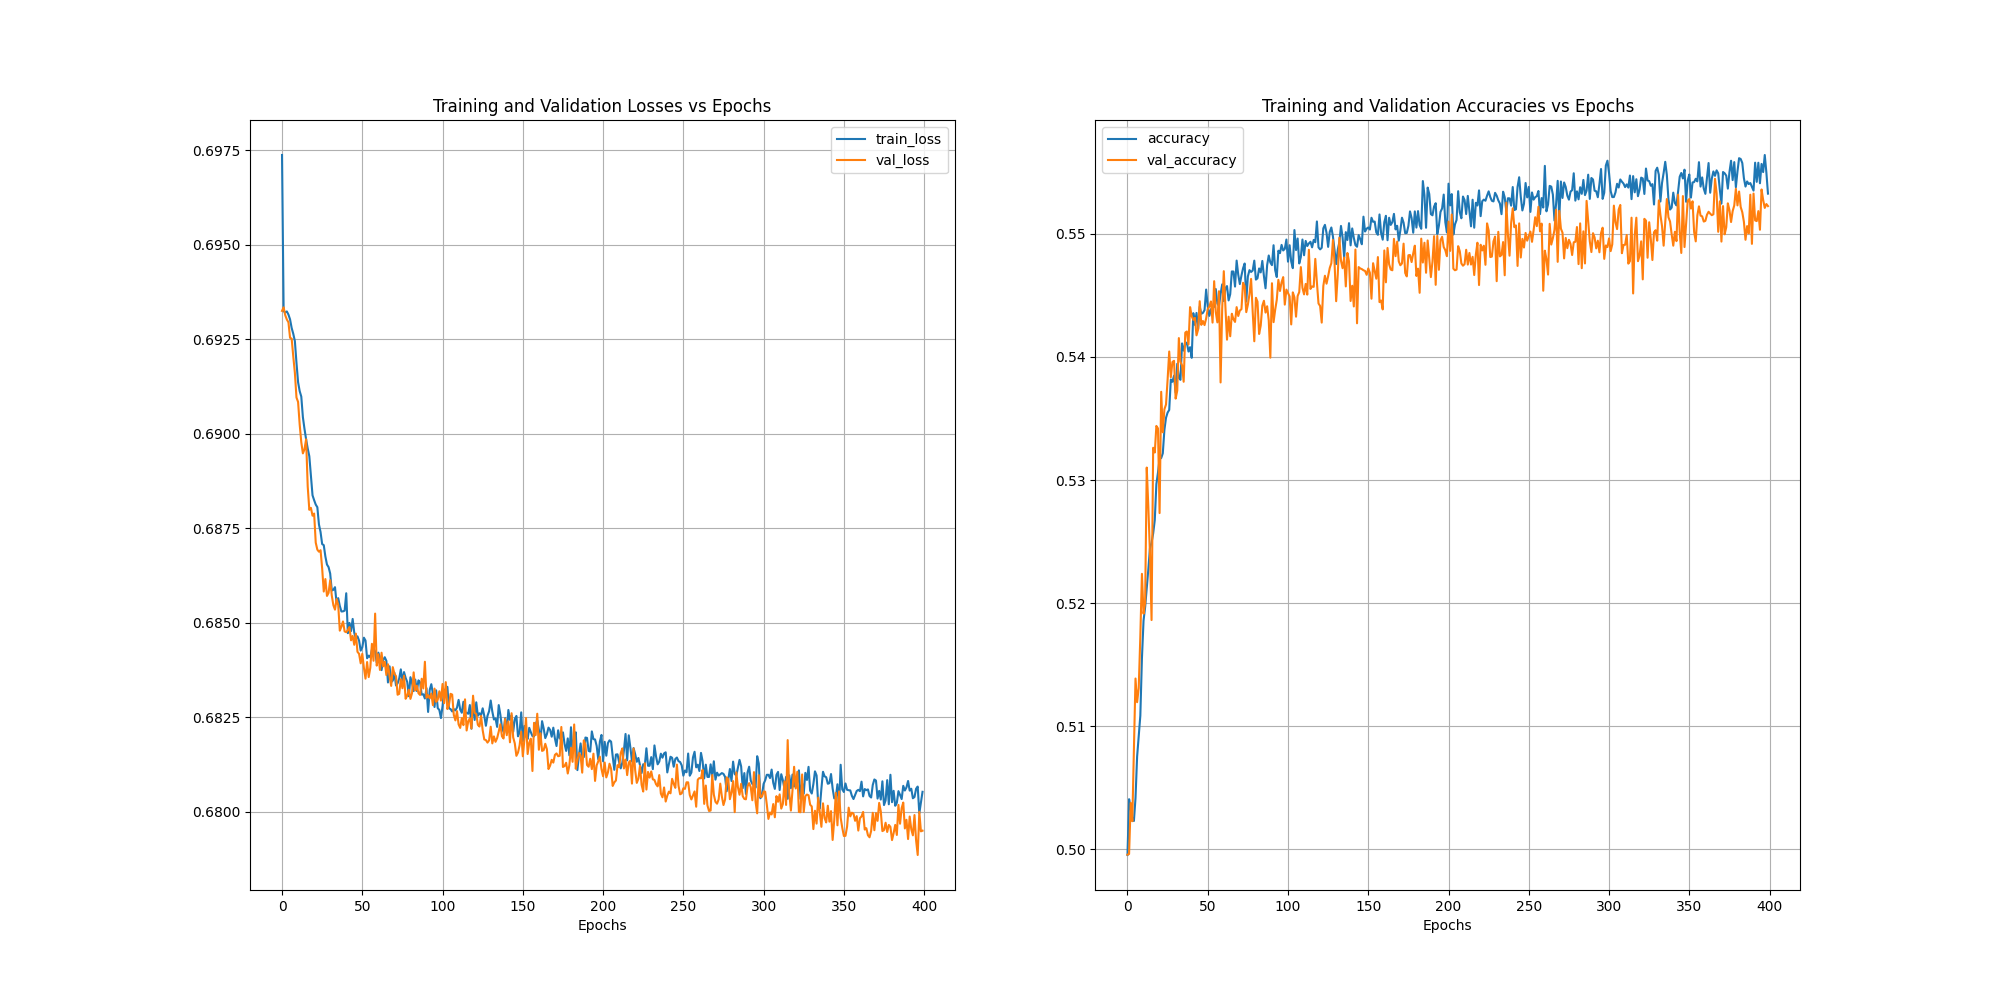 Training and Validation Losses vs Epochs
train_loss
val_loss
0.6975
0.6950
0.6925
0.6900
0.6875
0.6850
0.6825
0.6800
0 50 100 150 200 250 300 350 400
Epochs
Training and Validation Accuracies vs Epochs
accuracy
val_accuracy
0.55
0.54
0.53
0.52
0.51
0.50
0 50 100 150 200 250 300 350 400
Epochs